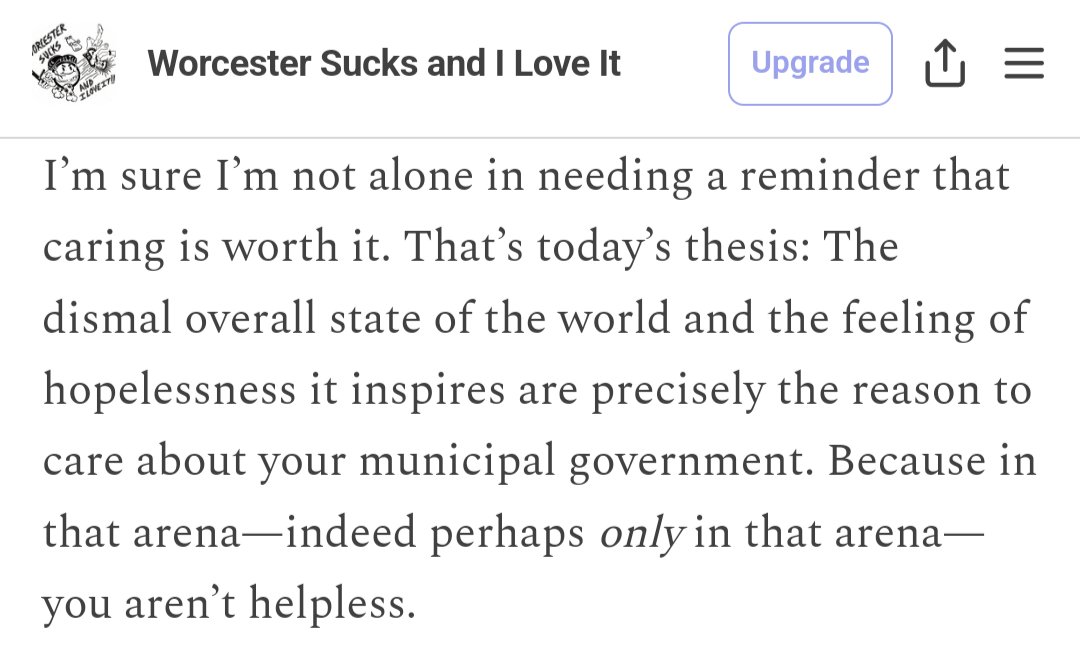 WORCESTER
SUCKS
AND
I LOVE IT!!
Worcester Sucks and I Love It
Upgrade
I’m sure I’m not alone in needing a reminder that
caring is worth it. That’s today’s thesis: The
dismal overall state of the world and the feeling of
hopelessness it inspires are precisely the reason to
care about your municipal government. Because in
that arena—indeed perhaps only in that arena—
you aren’t helpless.